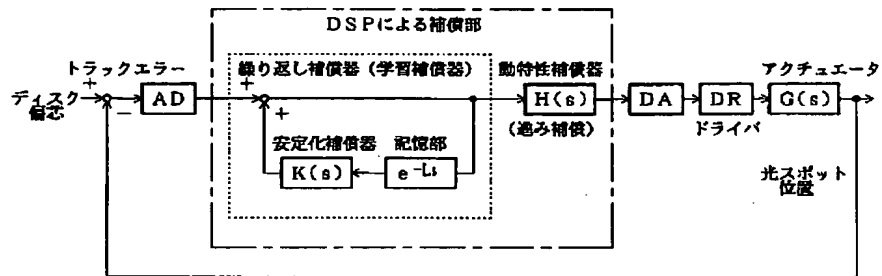 DSPによる補償部
トラックエラー
繰り返し補償器(学習補償器)
動特性補償器
アクチュエータ
ディスク
偏芯
+
−
AD
+
+
H(s)
DA
DR
G(s)
(進み補償)
ドライバ
安定化補償器
記憶部
K(s)
e^-Ls
光スポット
位置